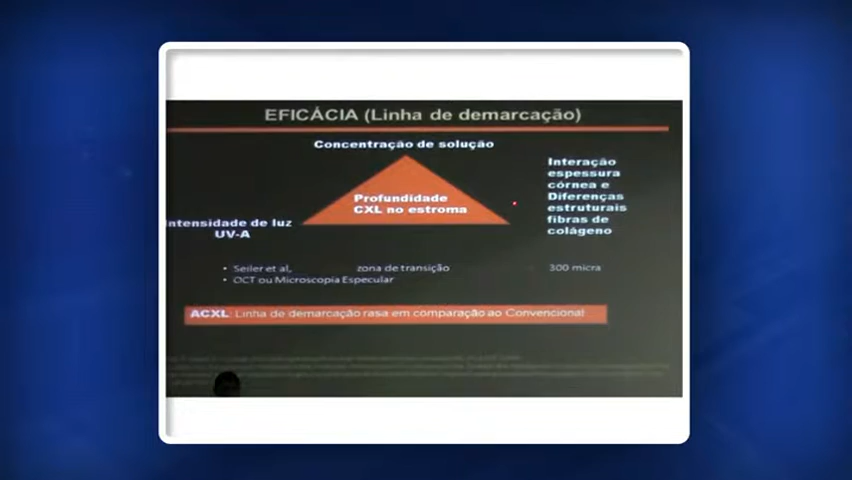 EFICÁCIA (Linha de demarcação)
Concentração de solução
Interação
espessura
córnea e
Diferenças
estruturais
fibras de
colágeno
Profundidade
CXL no estroma
Intensidade de luz
UV-A
• Seiler et al, zona de transição 300 micra
• OCT ou Microscopia Especular
ACXL: Linha de demarcação rasa em comparação ao Convencional